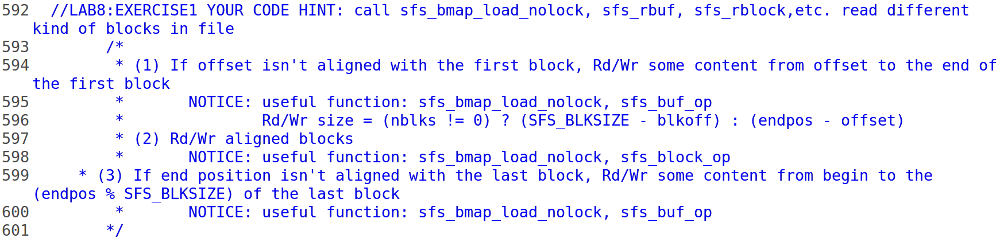 592  //LAB8:EXERCISE1 YOUR CODE HINT: call sfs_bmap_load_nolock, sfs_rbuf, sfs_rblock,etc. read different
kind of blocks in file
593        /*
594         * (1) If offset isn't aligned with the first block, Rd/Wr some content from offset to the end of
the first block
595         *       NOTICE: useful function: sfs_bmap_load_nolock, sfs_buf_op
596         *               Rd/Wr size = (nblks != 0) ? (SFS_BLKSIZE - blkoff) : (endpos - offset)
597         * (2) Rd/Wr aligned blocks
598         *       NOTICE: useful function: sfs_bmap_load_nolock, sfs_block_op
599     * (3) If end position isn't aligned with the last block, Rd/Wr some content from begin to the
(endpos % SFS_BLKSIZE) of the last block
600         *       NOTICE: useful function: sfs_bmap_load_nolock, sfs_buf_op
601        */